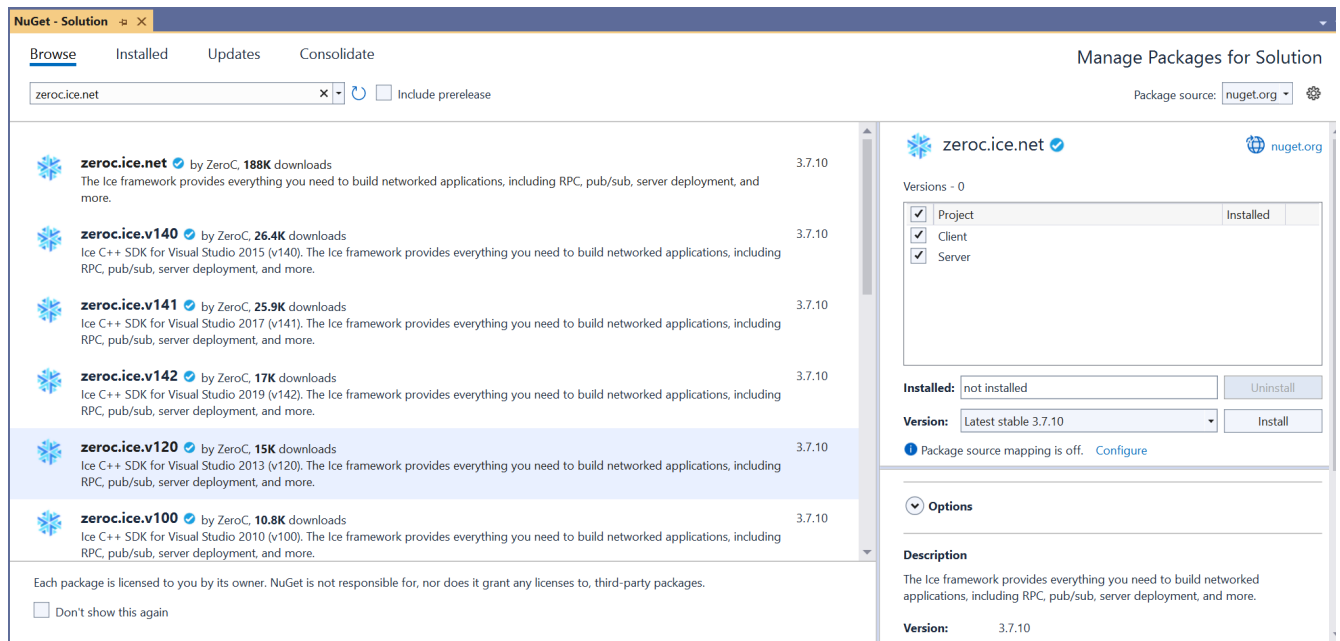 NuGet - Solution
Browse Installed Updates Consolidate
Manage Packages for Solution
zeroc.ice.net
Include prerelease
Package source: nuget.org
zeroc.ice.net by ZeroC, 188K downloads 3.7.10
The Ice framework provides everything you need to build networked applications, including RPC, pub/sub, server deployment, and
more.
zeroc.ice.v140 by ZeroC, 26.4K downloads 3.7.10
Ice C++ SDK for Visual Studio 2015 (v140). The Ice framework provides everything you need to build networked applications, including
RPC, pub/sub, server deployment, and more.
zeroc.ice.v141 by ZeroC, 25.9K downloads 3.7.10
Ice C++ SDK for Visual Studio 2017 (v141). The Ice framework provides everything you need to build networked applications, including
RPC, pub/sub, server deployment, and more.
zeroc.ice.v142 by ZeroC, 17K downloads 3.7.10
Ice C++ SDK for Visual Studio 2019 (v142). The Ice framework provides everything you need to build networked applications, including
RPC, pub/sub, server deployment, and more.
zeroc.ice.v120 by ZeroC, 15K downloads 3.7.10
Ice C++ SDK for Visual Studio 2013 (v120). The Ice framework provides everything you need to build networked applications, including
RPC, pub/sub, server deployment, and more.
zeroc.ice.v100 by ZeroC, 10.8K downloads 3.7.10
Ice C++ SDK for Visual Studio 2010 (v100). The Ice framework provides everything you need to build networked applications, including
RPC, pub/sub, server deployment, and more.
Each package is licensed to you by its owner. NuGet is not responsible for, nor does it grant any licenses to, third-party packages.
Don't show this again
zeroc.ice.net
nuget.org
Versions - 0
Project Installed
Client
Server
Installed: not installed Uninstall
Version: Latest stable 3.7.10 Install
Package source mapping is off. Configure
Options
Description
The Ice framework provides everything you need to build networked
applications, including RPC, pub/sub, server deployment, and more.
Version: 3.7.10